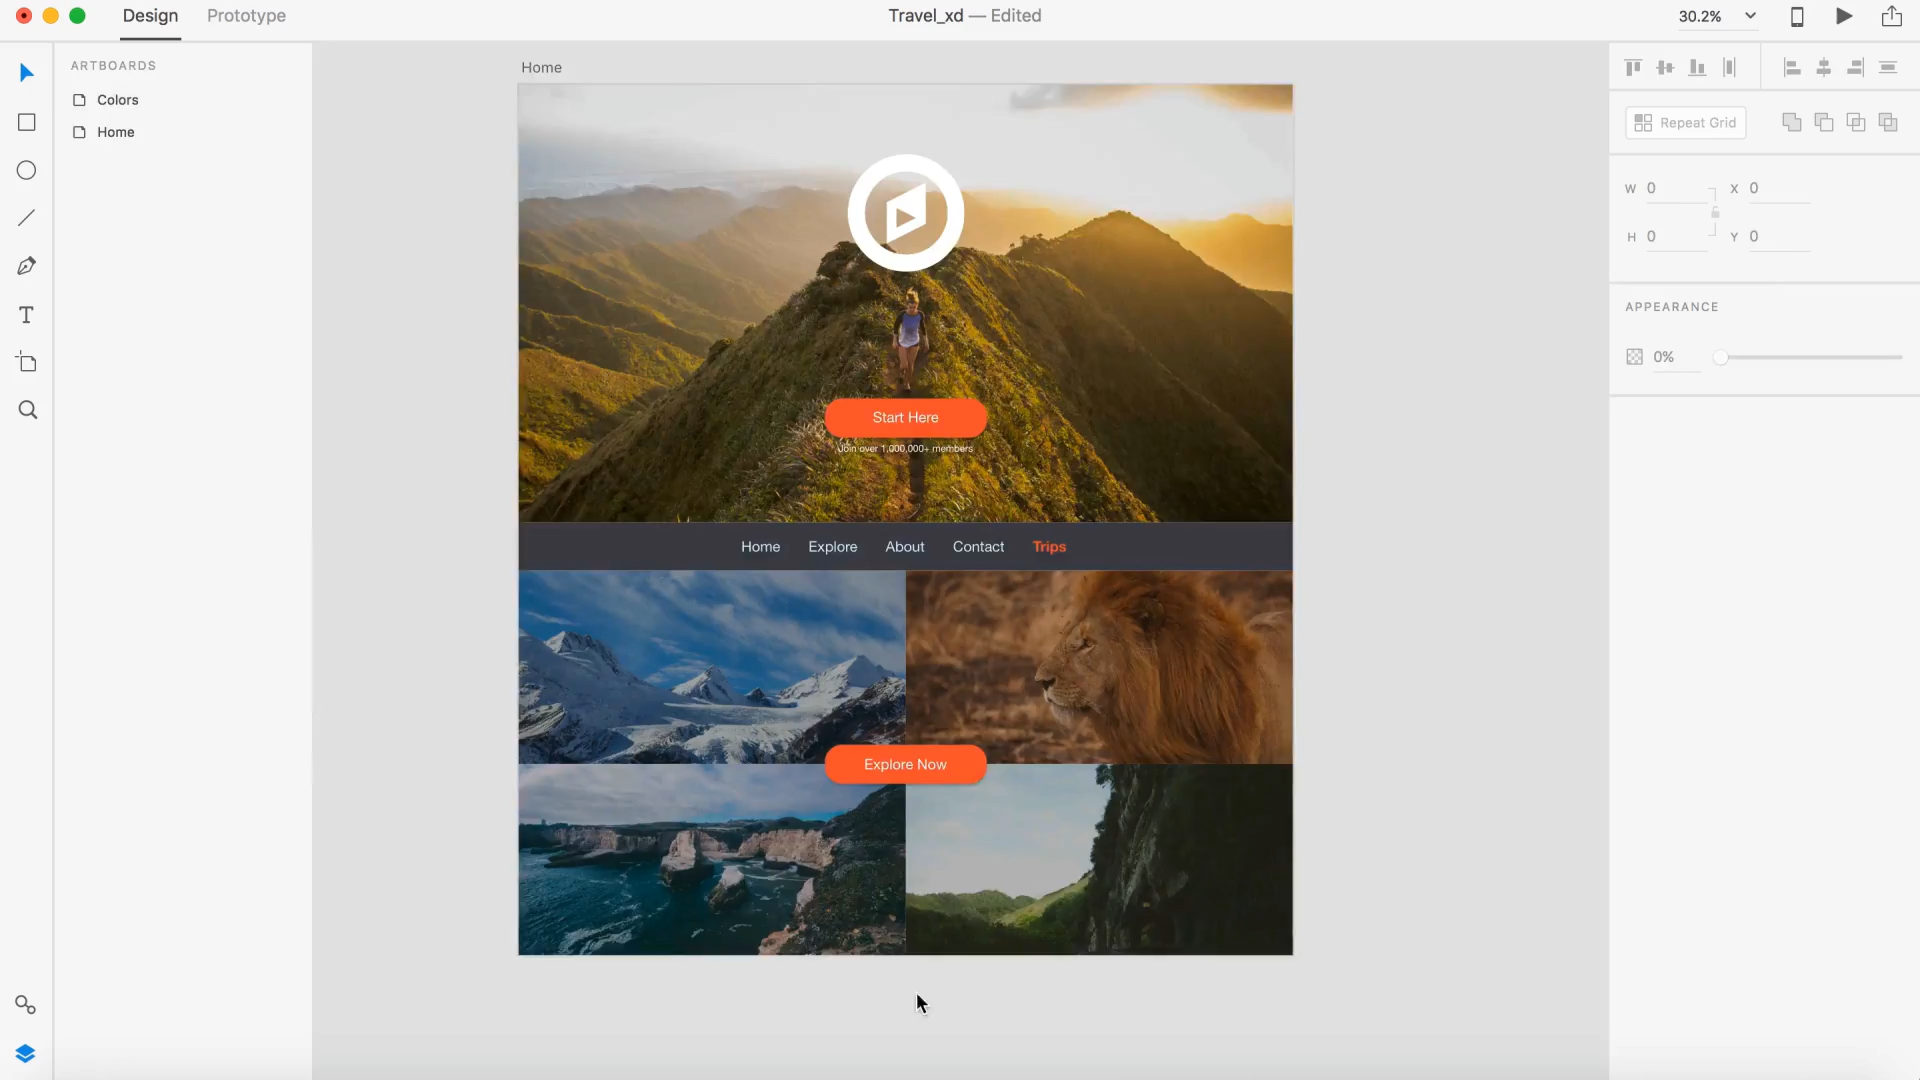 Design Prototype Travel_xd — Edited 30.2%
ARTBOARDS
Colors
Home
Home
Start Here
Join over 1,000,000+ members
Home Explore About Contact Trips
Explore Now
Repeat Grid
W 0 X 0
H 0 Y 0
APPEARANCE
0%